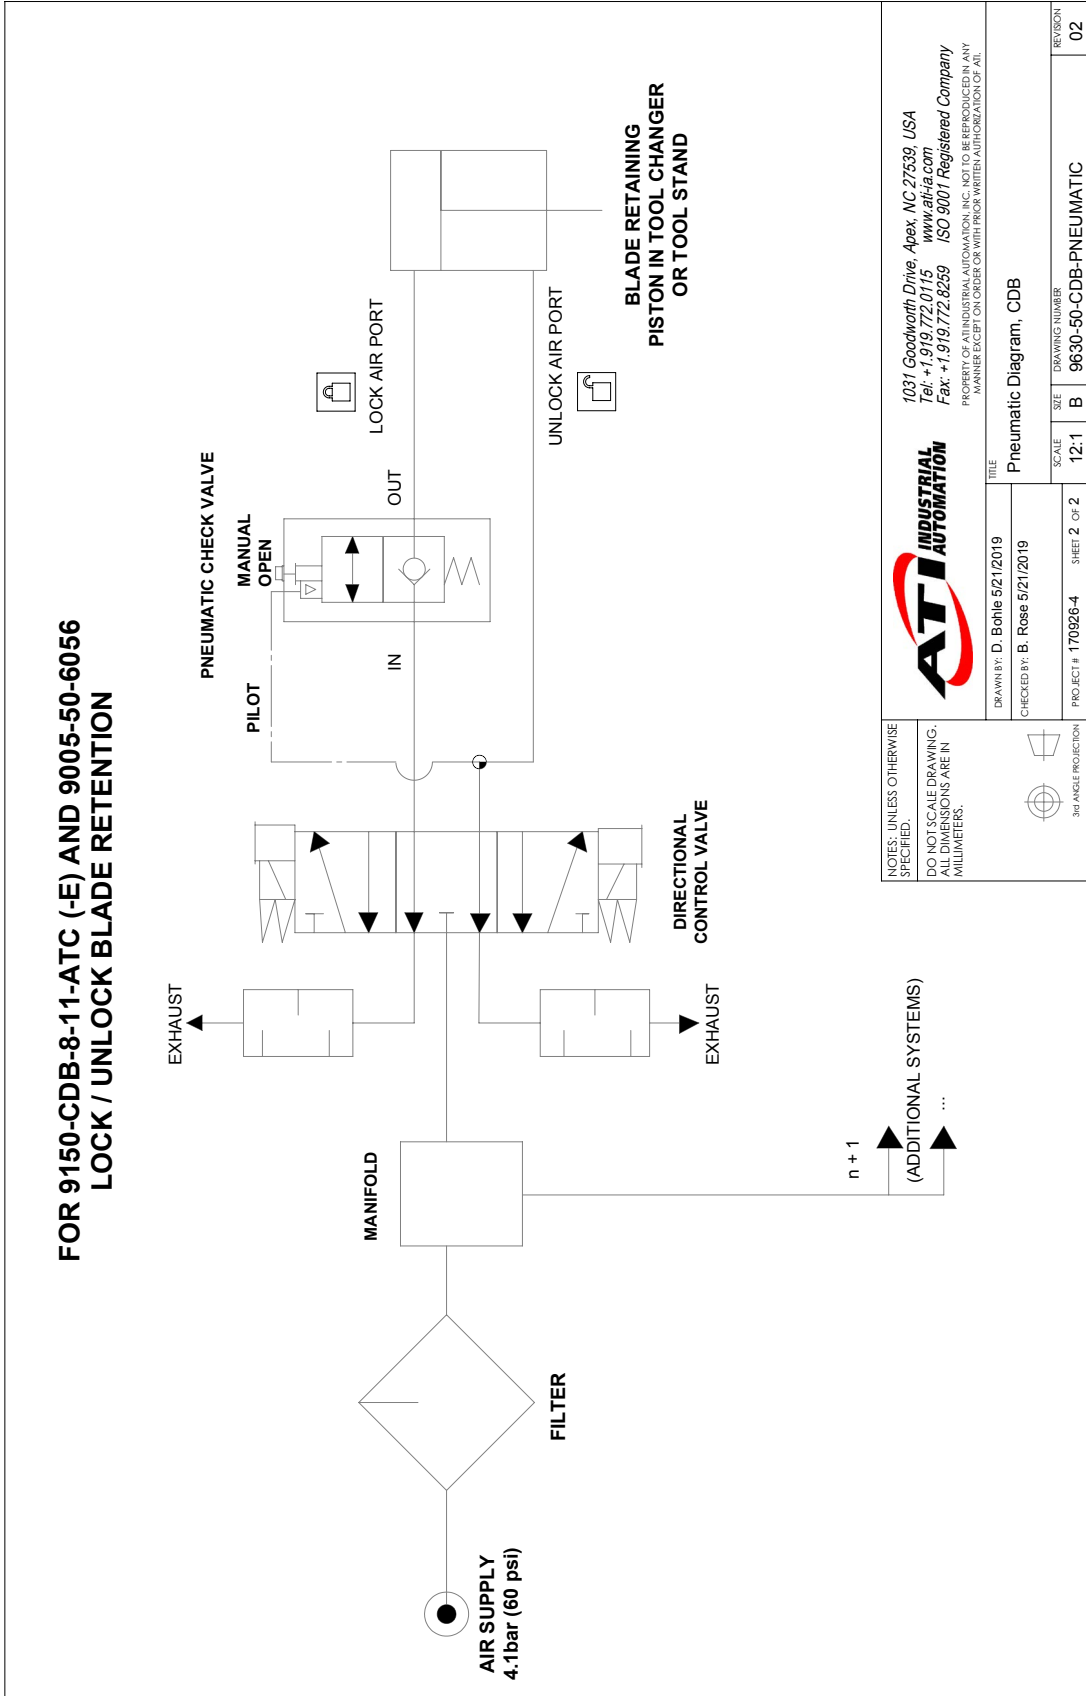 FOR 9150-CDB-8-11-ATC (-E) AND 9005-50-6056
LOCK / UNLOCK BLADE RETENTION
AIR SUPPLY
4.1bar (60 psi)
FILTER
MANIFOLD
EXHAUST
EXHAUST
n + 1
(ADDITIONAL SYSTEMS)
...
DIRECTIONAL
CONTROL VALVE
PILOT
PNEUMATIC CHECK VALVE
MANUAL
OPEN
IN
OUT
LOCK AIR PORT
UNLOCK AIR PORT
BLADE RETAINING
PISTON IN TOOL CHANGER
OR TOOL STAND
NOTES: UNLESS OTHERWISE
SPECIFIED.
DO NOT SCALE DRAWING.
ALL DIMENSIONS ARE IN
MILLIMETERS.
3rd ANGLE PROJECTION
ATI INDUSTRIAL
AUTOMATION
1031 Goodworth Drive, Apex, NC 27539, USA
Tel: +1.919.772.0115 www.ati-ia.com
Fax: +1.919.772.8259 ISO 9001 Registered Company
PROPERTY OF ATI INDUSTRIAL AUTOMATION, INC. NOT TO BE REPRODUCED IN ANY
MANNER EXCEPT ON ORDER OR WITH PRIOR WRITTEN AUTHORIZATION OF ATI.
DRAWN BY: D. Bohle 5/21/2019
CHECKED BY: B. Rose 5/21/2019
TITLE
Pneumatic Diagram, CDB
PROJECT # 170926-4 SHEET 2 OF 2
SCALE
12:1
SIZE
B
DRAWING NUMBER
9630-50-CDB-PNEUMATIC
REVISION
02